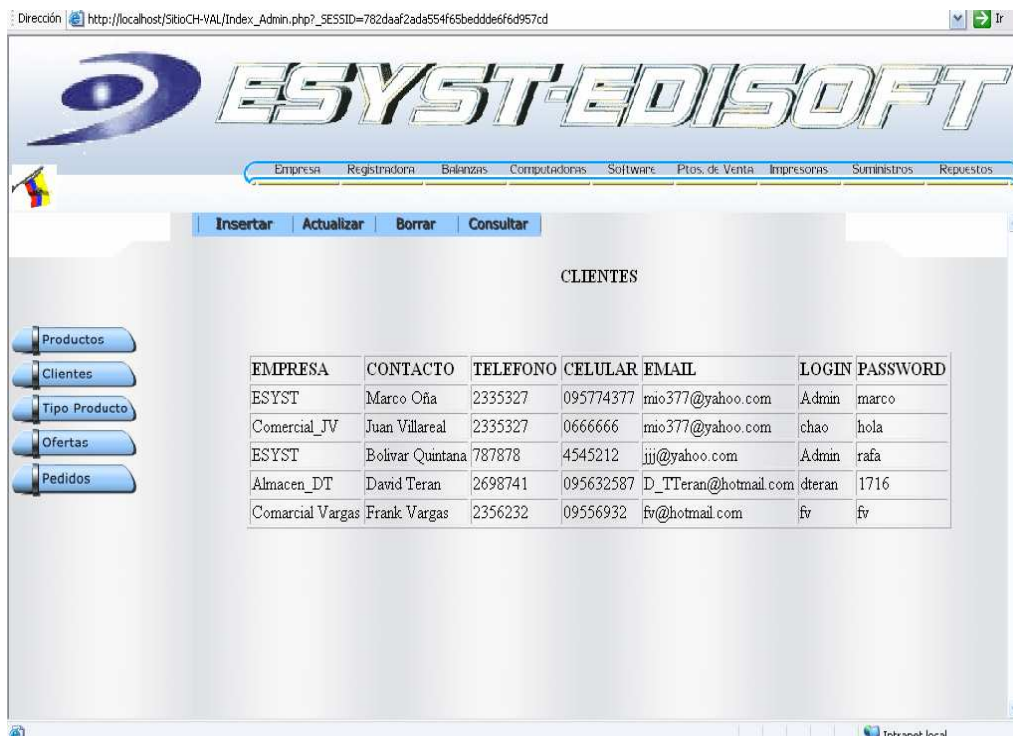 Dirección http://localhost/SitioCH-VAL/Index_Admin.php?_SESSID=782daaf2ada554f65beddde6f6d957cd Ir
ESYST-EDISOFT
Empresa Registradora Balanzas Computadoras Software Ptos. de Venta Impresoras Suministros Repuestos
Insertar Actualizar Borrar Consultar
CLIENTES
Productos
Clientes
Tipo Producto
Ofertas
Pedidos
EMPRESA CONTACTO TELEFONO CELULAR EMAIL LOGIN PASSWORD
ESYST Marco Oña 2335327 095774377 mio377@yahoo.com Admin marco
Comercial_JV Juan Villareal 2335327 0666666 mio377@yahoo.com chao hola
ESYST Bolivar Quintana 787878 4545212 jjj@yahoo.com Admin rafa
Almacen_DT David Teran 2698741 095632587 D_TTeran@hotmail.com dteran 1716
Comarcial Vargas Frank Vargas 2356232 09556932 fv@hotmail.com fv fv
Intranet local